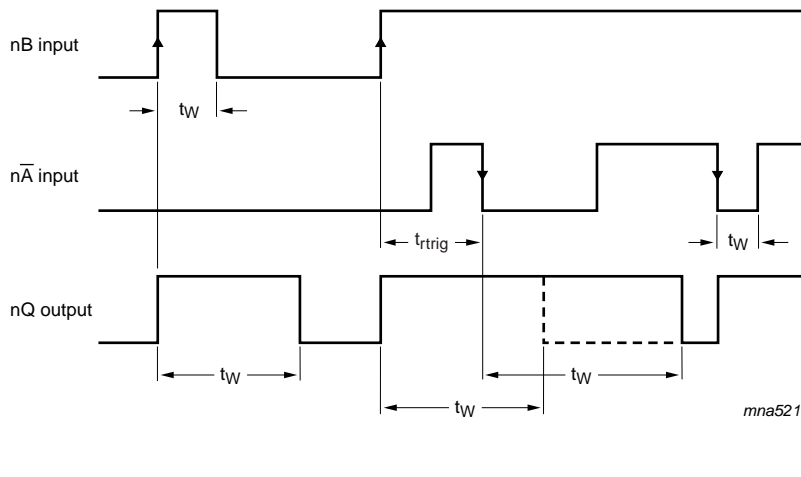 nB input
tW
nA̅ input
trtrig
tW
nQ output
tW
tW
tW
mna521